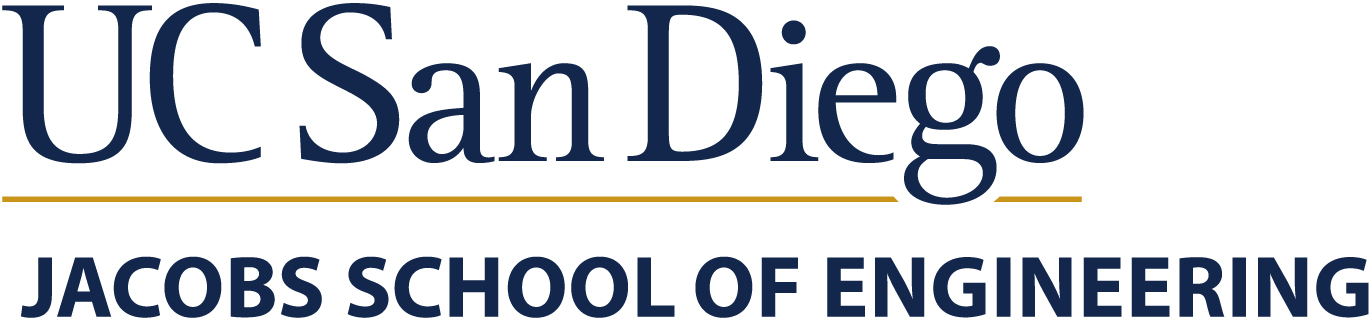 UC San Diego
JACOBS SCHOOL OF ENGINEERING